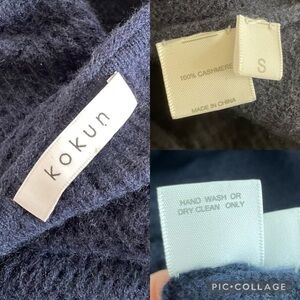 kokun
100% CASHMERE
MADE IN CHINA
S
HAND WASH OR
DRY CLEAN ONLY
PIC•COLLAGE